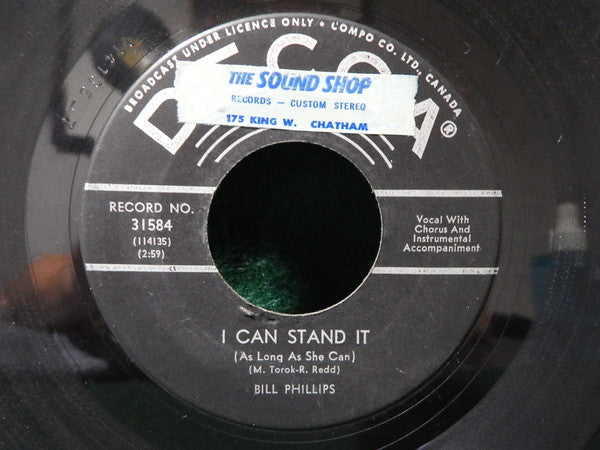 BROADCAST UNDER LICENCE ONLY • COMPO CO. LTD., CANADA
DECCA®
THE SOUND SHOP
RECORDS – CUSTOM STEREO
175 KING W. CHATHAM
RECORD NO.
31584
(114135)
(2:59)
Vocal With
Chorus And
Instrumental
Accompaniment
I CAN STAND IT
(As Long As She Can)
(M. Torok-R. Redd)
BILL PHILLIPS